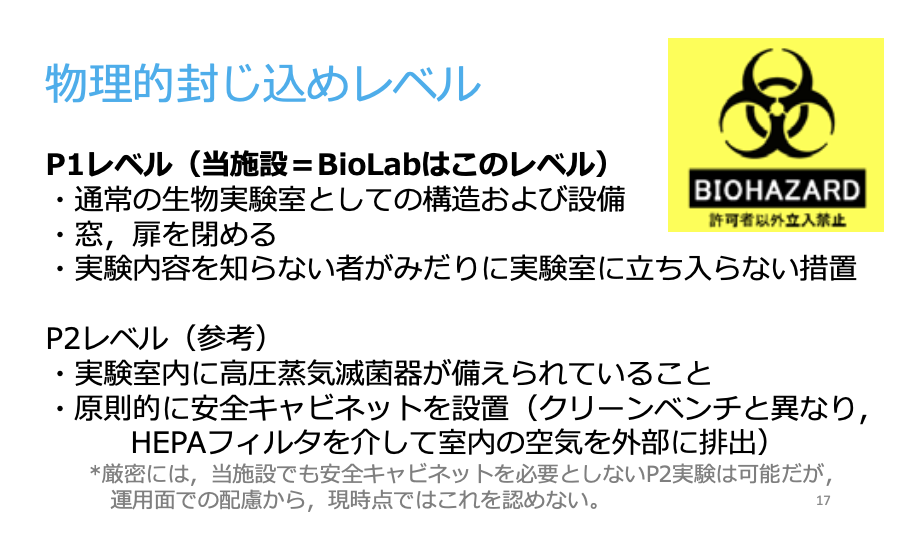 物理的封じ込めレベル
BIOHAZARD
許可者以外立入禁止
P1レベル（当施設＝BioLabはこのレベル）
・通常の生物実験室としての構造および設備
・窓，扉を閉める
・実験内容を知らない者がみだりに実験室に立ち入らない措置
P2レベル（参考）
・実験室内に高圧蒸気滅菌器が備えられていること
・原則的に安全キャビネットを設置（クリーンベンチと異なり，
HEPAフィルタを介して室内の空気を外部に排出）
*厳密には，当施設でも安全キャビネットを必要としないP2実験は可能だが，
運用面での配慮から，現時点ではこれを認めない。
17